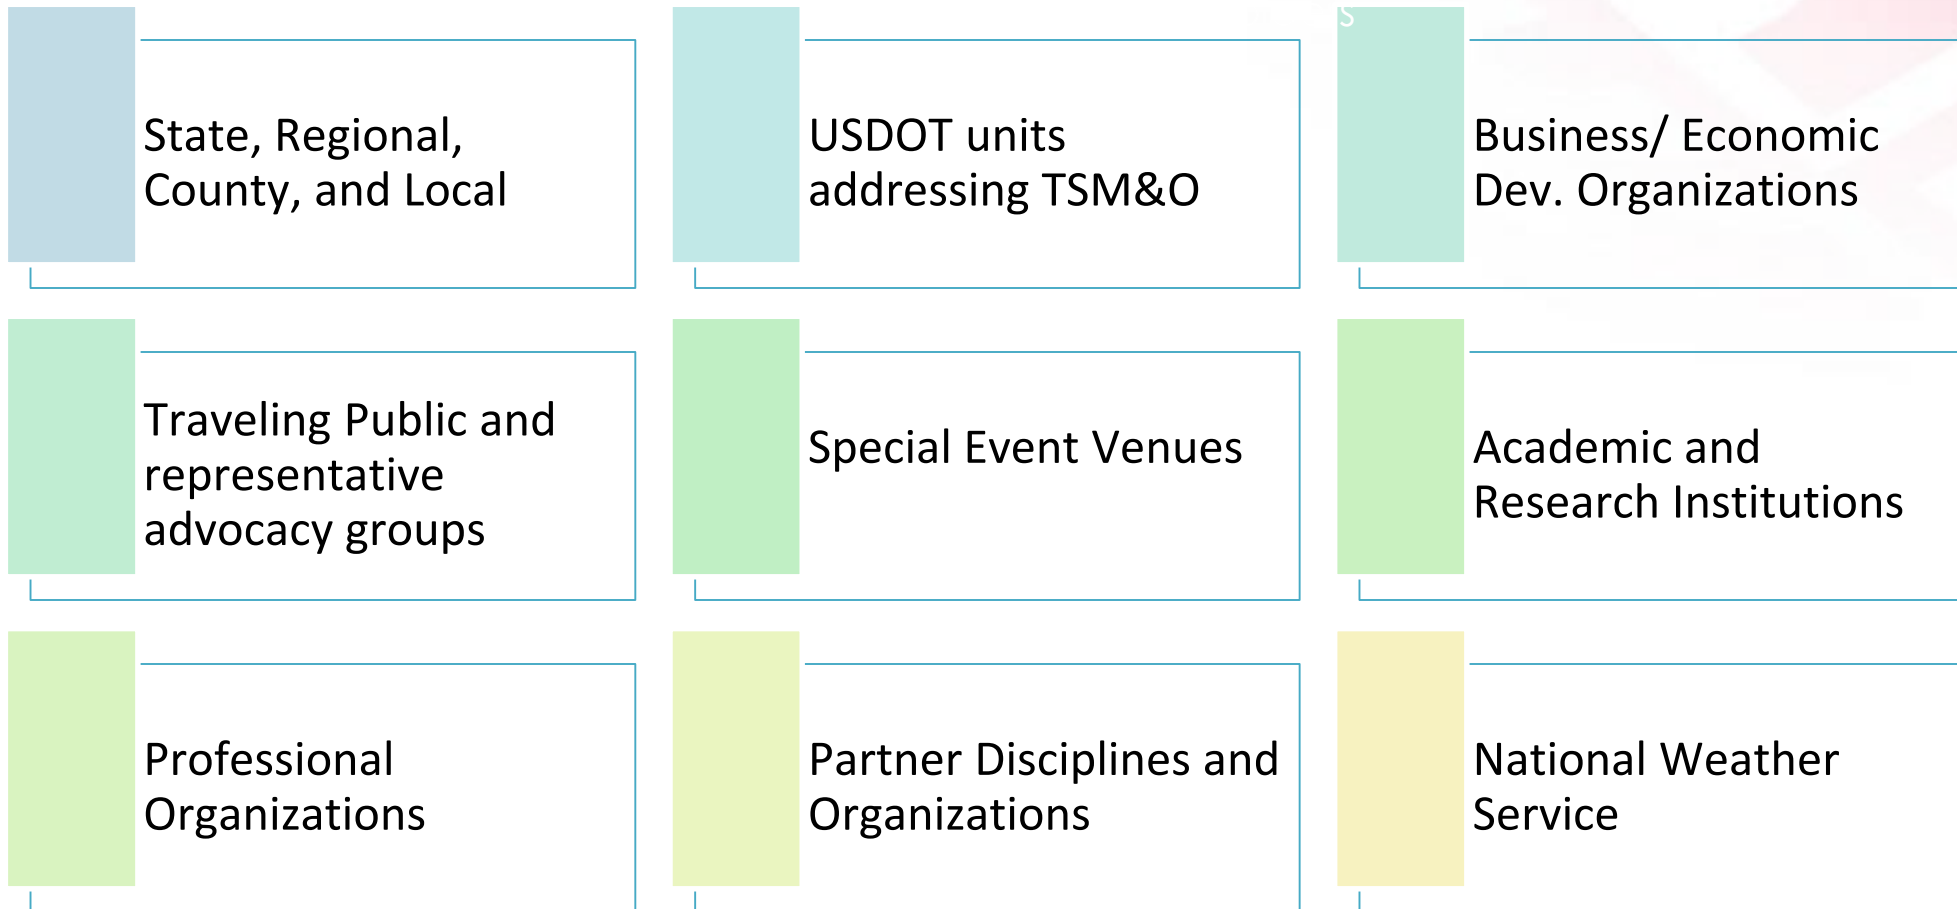 S
State, Regional,
County, and Local
USDOT units
addressing TSM&O
Business/ Economic
Dev. Organizations
Traveling Public and
representative
advocacy groups
Special Event Venues
Academic and
Research Institutions
Professional
Organizations
Partner Disciplines and
Organizations
National Weather
Service